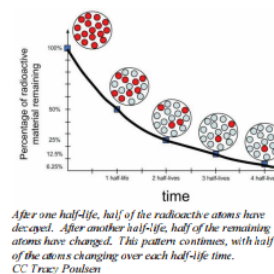 Percentage of radioactive
material remaining
100%
50%
25%
12.5%
6.25%
1 half-life
2 half-lives
3 half-lives
4 half-
time
After one half-life, half of the radioactive atoms have
decayed. After another half-life, half of the remaining
atoms have changed. This pattern continues, with half
of the atoms changing over each half-life time.
CC Tracy Poulsen